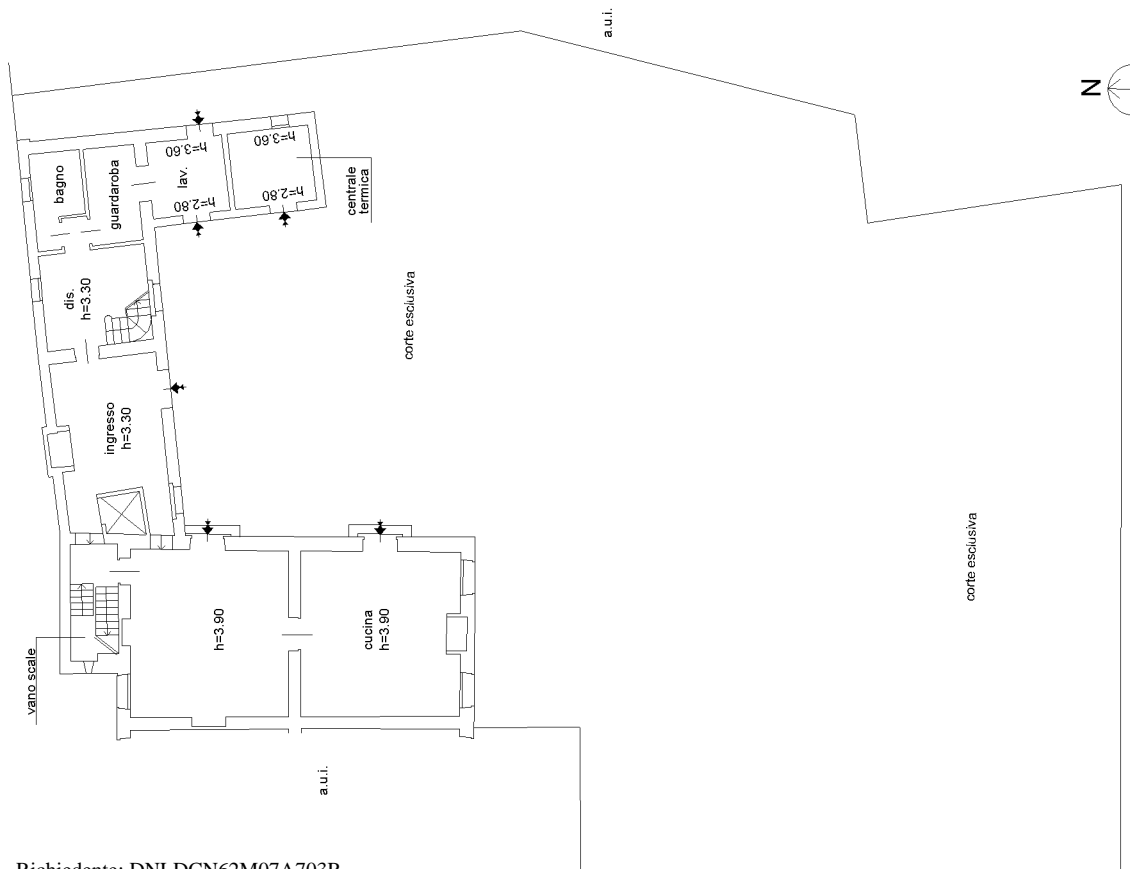 a.u.i.
N
bagno
guardaroba
lav.
h=3.60
h=2.80
h=3.60
h=2.80
centrale
termica
dis.
h=3.30
ingresso
h=3.30
corte esclusiva
vano scale
h=3.90
cucina
h=3.90
corte esclusiva
a.u.i.